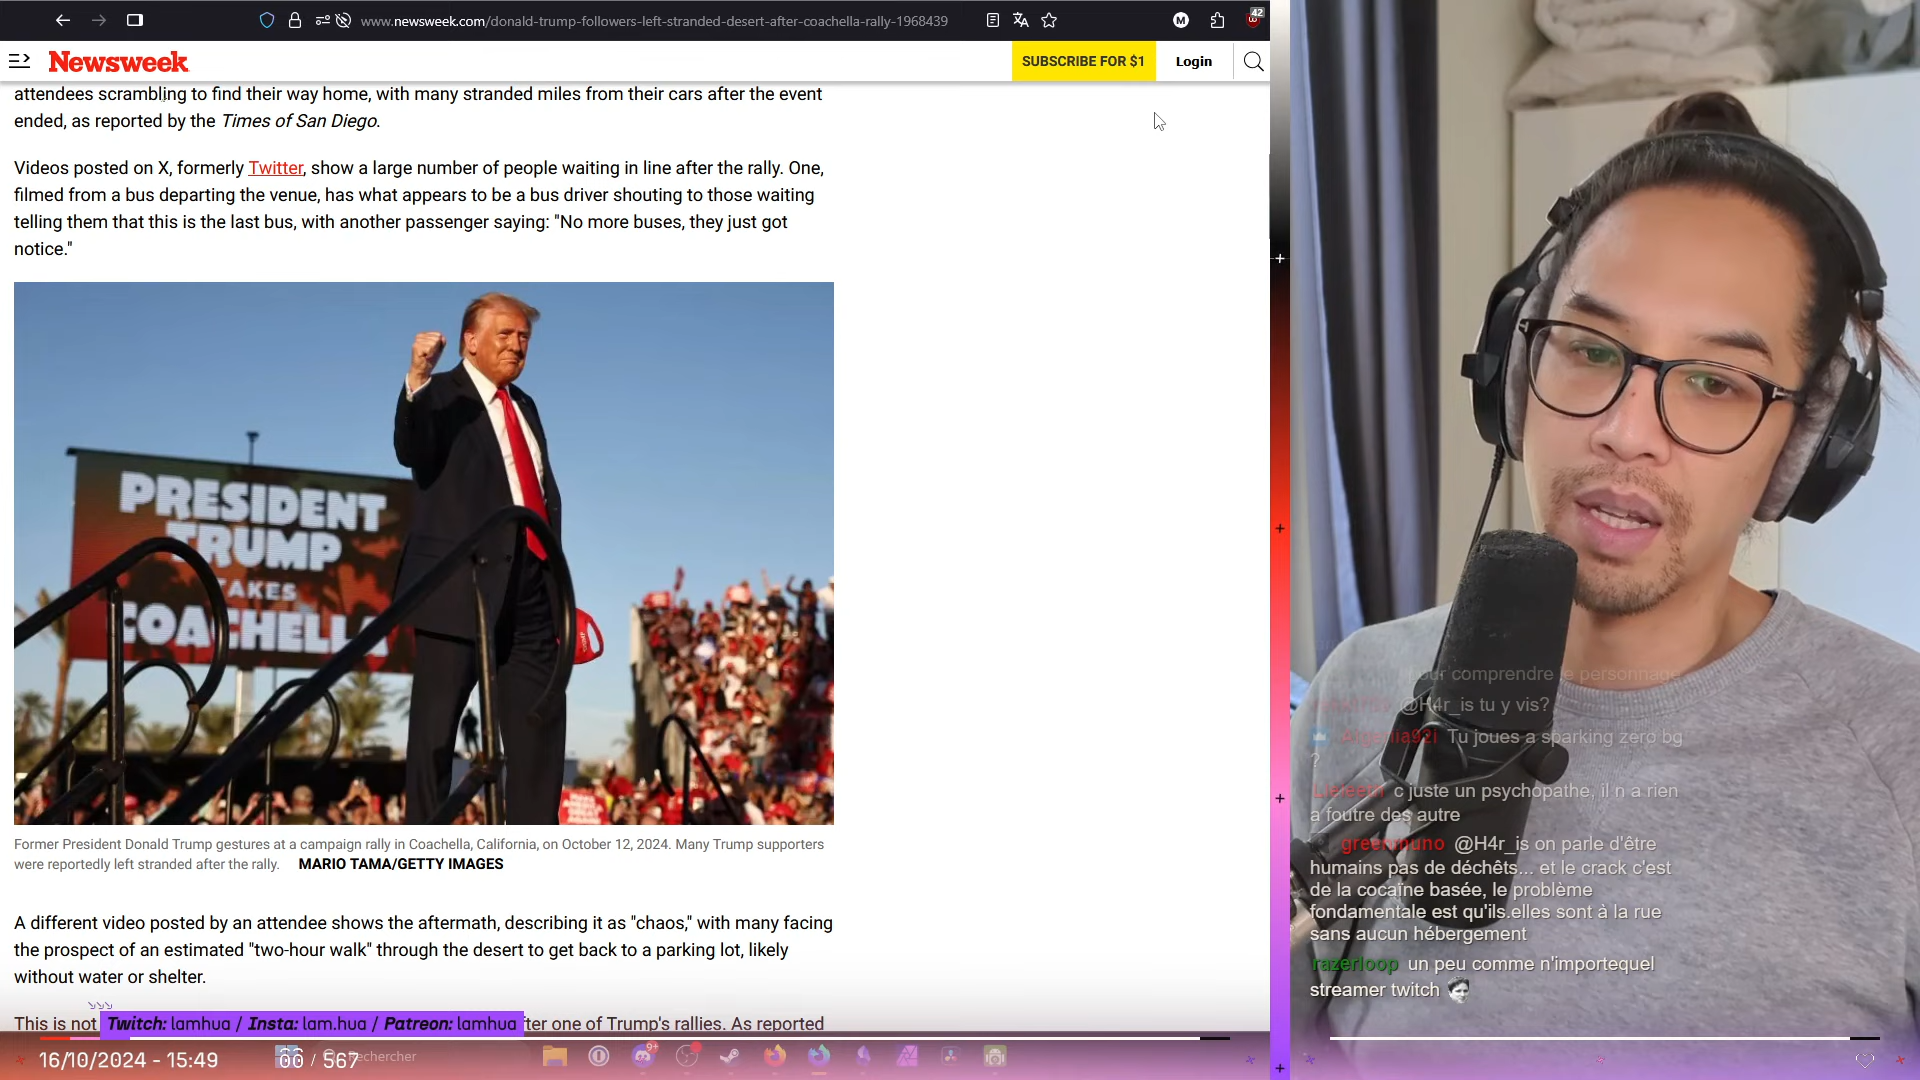 www.newsweek.com/donald-trump-followers-left-stranded-desert-after-coachella-rally-1968439
M
42
Newsweek
SUBSCRIBE FOR $1
Login
attendees scrambling to find their way home, with many stranded miles from their cars after the event
ended, as reported by the Times of San Diego.
Videos posted on X, formerly Twitter, show a large number of people waiting in line after the rally. One,
filmed from a bus departing the venue, has what appears to be a bus driver shouting to those waiting
telling them that this is the last bus, with another passenger saying: "No more buses, they just got
notice."
PRESIDENT
TRUMP
TAKES
COACHELLA
Former President Donald Trump gestures at a campaign rally in Coachella, California, on October 12, 2024. Many Trump supporters
were reportedly left stranded after the rally. MARIO TAMA/GETTY IMAGES
A different video posted by an attendee shows the aftermath, describing it as "chaos," with many facing
the prospect of an estimated "two-hour walk" through the desert to get back to a parking lot, likely
without water or shelter.
This is not
Twitch: lamhua / Insta: lam.hua / Patreon: lamhua
ter one of Trump's rallies. As reported
16/10/2024 - 15:49
66 / 567
Rechercher
9+
pour comprendre le personnage
@H4r_is tu y vis?
Tu joues a sparking zero bg
?
c juste un psychopathe, il n a rien
a foutre des autre
greenmuno @H4r_is on parle d'être
humains pas de déchêts... et le crack c'est
de la cocaïne basée, le problème
fondamentale est qu'ils.elles sont à la rue
sans aucun hébergement
razerloop un peu comme n'importequel
streamer twitch